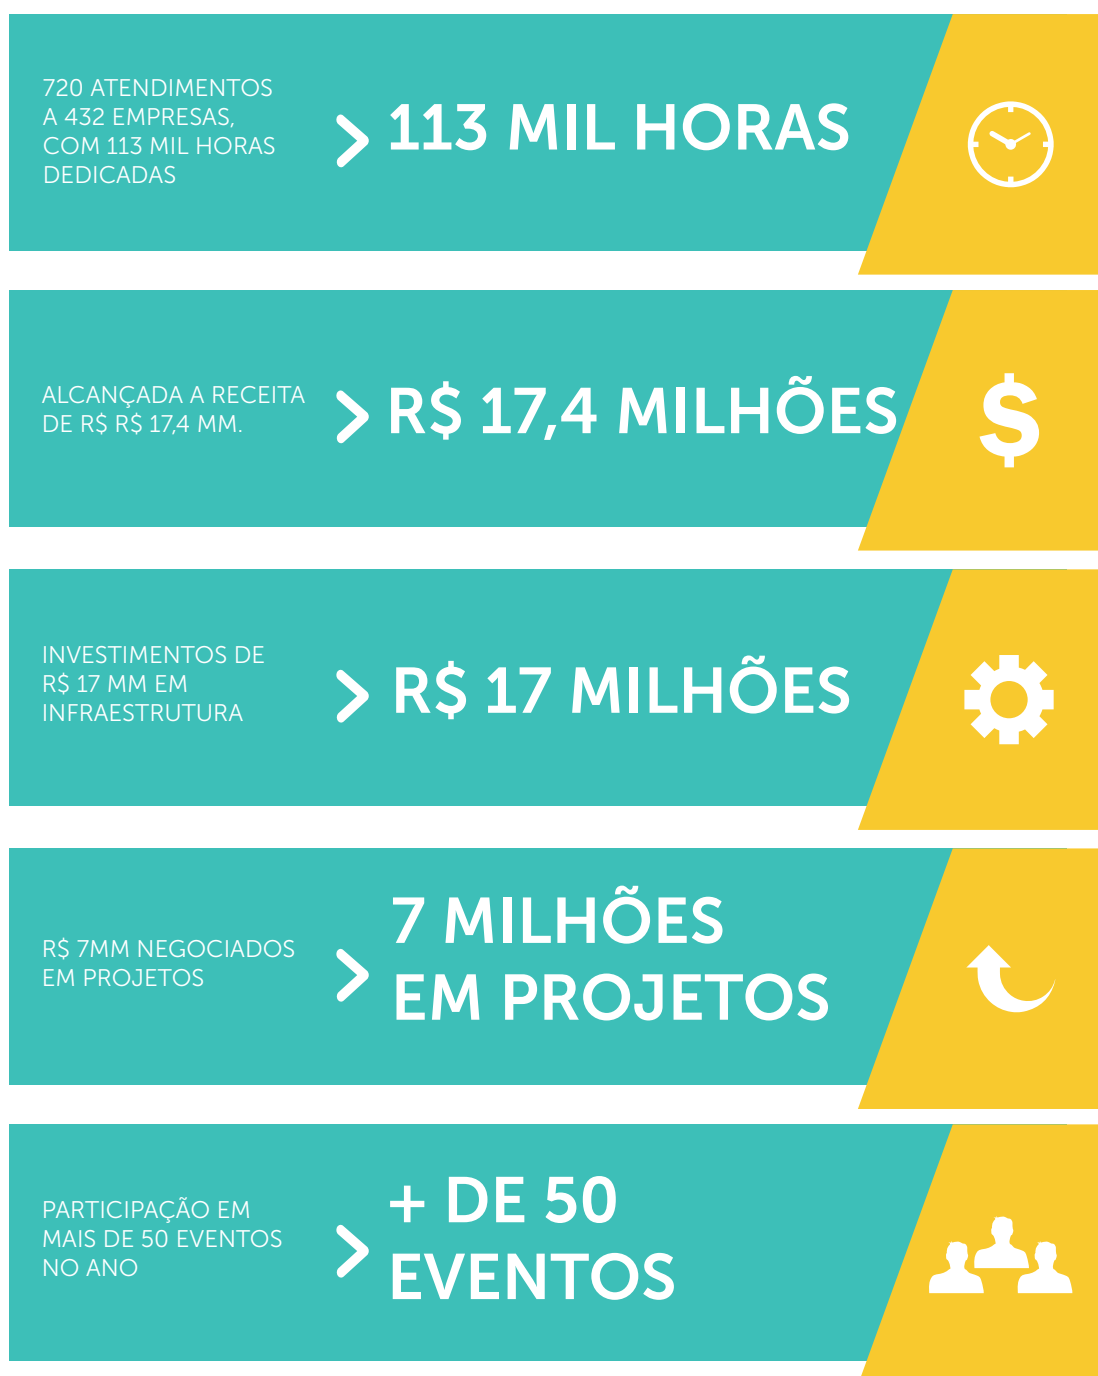 720 ATENDIMENTOS
A 432 EMPRESAS,
COM 113 MIL HORAS
DEDICADAS
113 MIL HORAS
ALCANÇADA A RECEITA
DE R$ R$ 17,4 MM.
R$ 17,4 MILHÕES
INVESTIMENTOS DE
R$ 17 MM EM
INFRAESTRUTURA
R$ 17 MILHÕES
R$ 7MM NEGOCIADOS
EM PROJETOS
7 MILHÕES
EM PROJETOS
PARTICIPAÇÃO EM
MAIS DE 50 EVENTOS
NO ANO
+ DE 50
EVENTOS